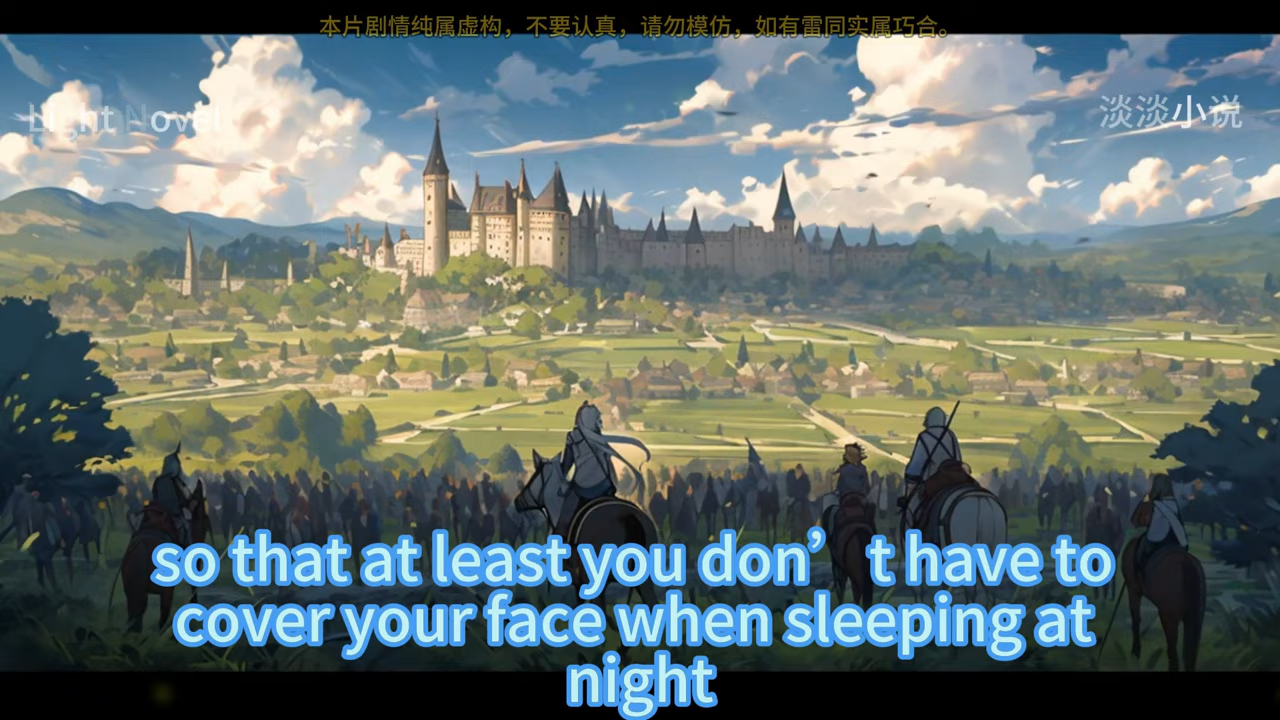 本片剧情纯属虚构，不要认真，请勿模仿，如有雷同实属巧合。
Light Novel
淡淡小说
so that at least you don’t have to
cover your face when sleeping at
night